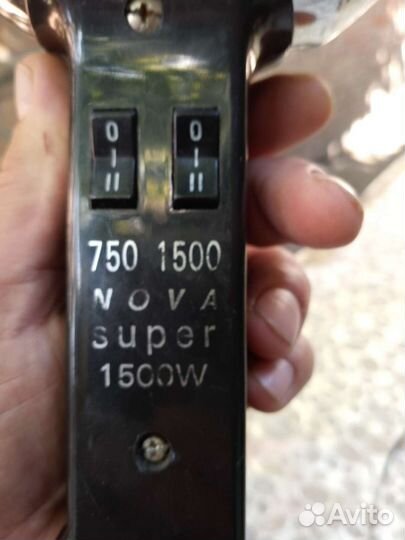 0 0
I I
II II
750 1500
NOVA
super
1500W
Avito